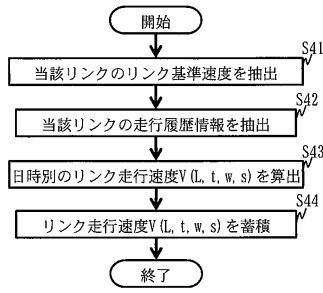 開始
S41
当該リンクのリンク基準速度を抽出
S42
当該リンクの走行履歴情報を抽出
S43
日時別のリンク走行速度V(L,t,w,s)を算出
S44
リンク走行速度V(L,t,w,s)を蓄積
終了